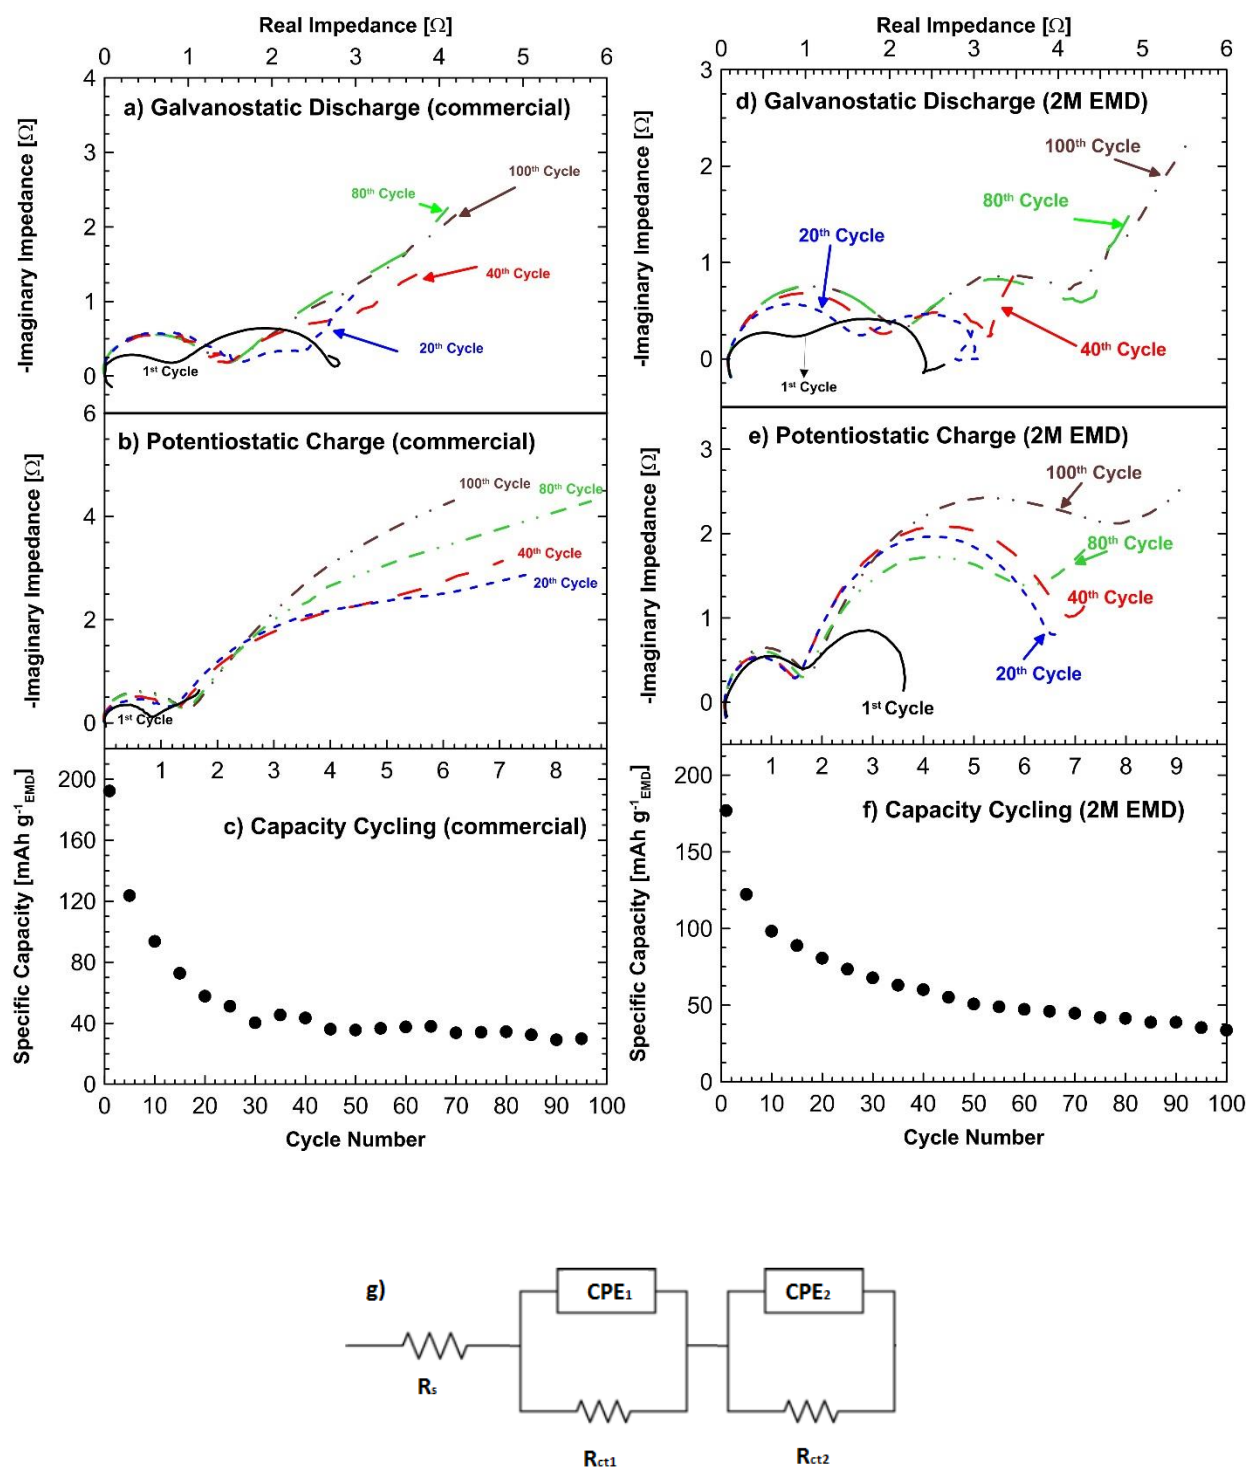 Real Impedance [Ω]
0 1 2 3 4 5 6
-Imaginary Impedance [Ω]
4
3
2
1
0
a) Galvanostatic Discharge (commercial)
100th Cycle
80th Cycle
40th Cycle
20th Cycle
1st Cycle
-Imaginary Impedance [Ω]
6
4
2
0
b) Potentiostatic Charge (commercial)
100th Cycle
80th Cycle
40th Cycle
20th Cycle
1st Cycle
1 2 3 4 5 6 7 8
Specific Capacity [mAh g-1EMD]
200
160
120
80
40
0
c) Capacity Cycling (commercial)
0 10 20 30 40 50 60 70 80 90 100
Cycle Number
Real Impedance [Ω]
0 1 2 3 4 5 6
-Imaginary Impedance [Ω]
3
2
1
0
d) Galvanostatic Discharge (2M EMD)
100th Cycle
80th Cycle
20th Cycle
40th Cycle
1st Cycle
-Imaginary Impedance [Ω]
3
2
1
0
e) Potentiostatic Charge (2M EMD)
100th Cycle
80th Cycle
40th Cycle
20th Cycle
1st Cycle
1 2 3 4 5 6 7 8 9
Specific Capacity [mAh g-1EMD]
200
150
100
50
0
f) Capacity Cycling (2M EMD)
0 10 20 30 40 50 60 70 80 90 100
Cycle Number
g)
CPE1
CPE2
Rs
Rct1
Rct2